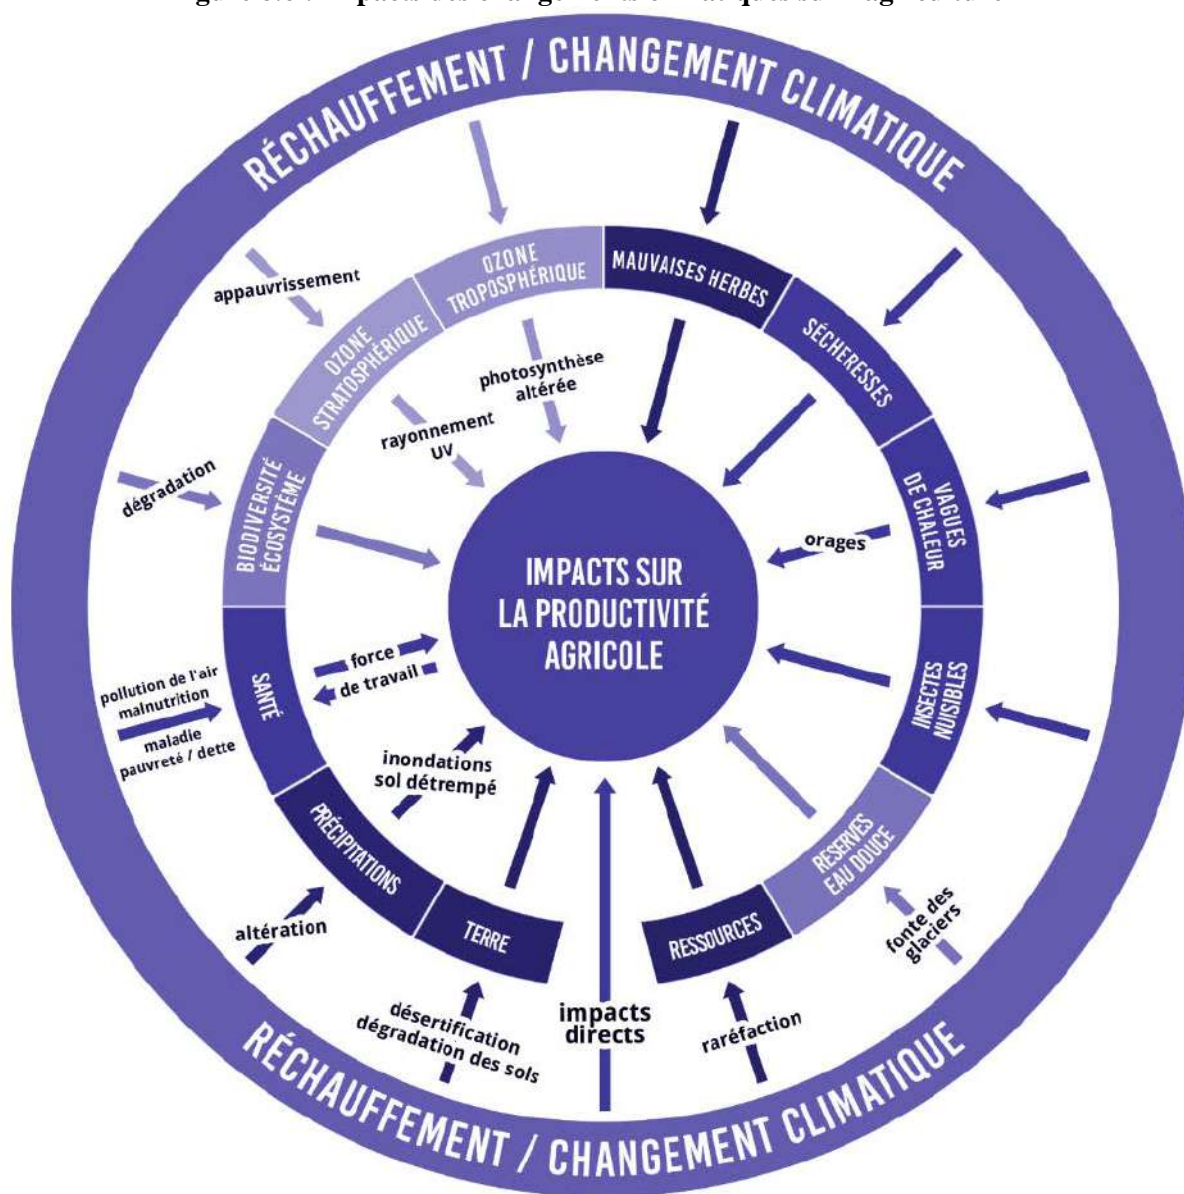 RÉCHAUFFEMENT / CHANGEMENT CLIMATIQUE
appauvrissement
OZONE
TROPOSPHÉRIQUE
MAUVAISES HERBES
OZONE
STRATOSPHÉRIQUE
SÉCHERESSES
photosynthèse
altérée
rayonnement
UV
dégradation
BIODIVERSITÉ
ÉCOSYSTÈME
VAGUES
DE CHALEUR
orages
IMPACTS SUR
LA PRODUCTIVITÉ
AGRICOLE
force
de travail
SANTÉ
pollution de l'air
malnutrition
maladie
pauvreté / dette
INSECTES
NUISIBLES
inondations
sol détrempé
PRÉCIPITATIONS
RESERVES
EAU DOUCE
altération
TERRE
RESSOURCES
fonte des
glaciers
désertification
dégradation des sols
impacts
directs
raréfaction
RÉCHAUFFEMENT / CHANGEMENT CLIMATIQUE